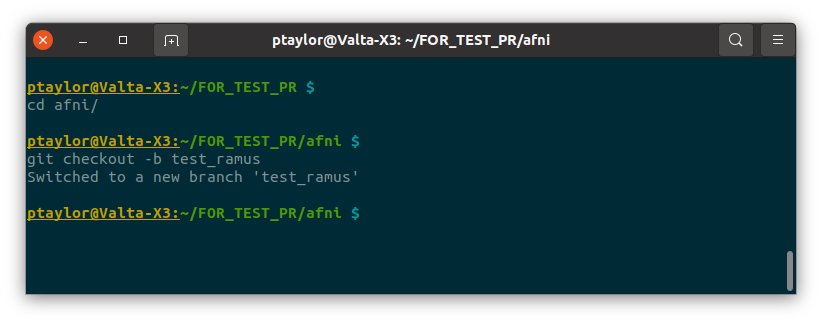 ptaylor@Valta-X3: ~/FOR_TEST_PR/afni
ptaylor@Valta-X3:~/FOR_TEST_PR $
cd afni/
ptaylor@Valta-X3:~/FOR_TEST_PR/afni $
git checkout -b test_ramus
Switched to a new branch 'test_ramus'
ptaylor@Valta-X3:~/FOR_TEST_PR/afni $